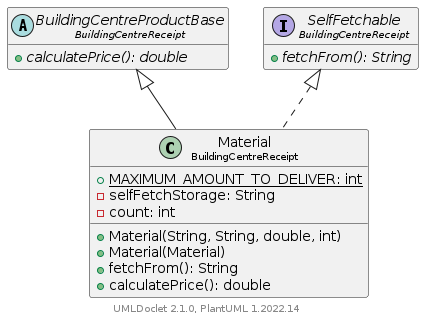 A BuildingCentreProductBase
BuildingCentreReceipt
calculatePrice(): double
I SelfFetchable
BuildingCentreReceipt
fetchFrom(): String
C Material
BuildingCentreReceipt
MAXIMUM_AMOUNT_TO_DELIVER: int
selfFetchStorage: String
count: int
Material(String, String, double, int)
Material(Material)
fetchFrom(): String
calculatePrice(): double
UMLDoclet 2.1.0, PlantUML 1.2022.14